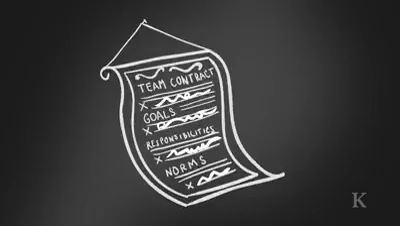 TEAM CONTRACT
X
GOALS
X
RESPONSIBILITIES
X
NORMS
X
K